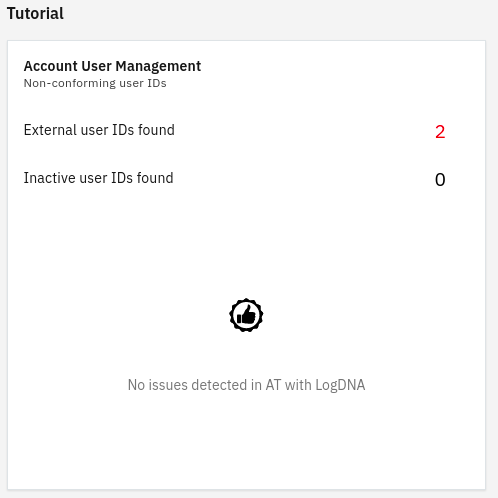 Tutorial
Account User Management
Non-conforming user IDs
External user IDs found 2
Inactive user IDs found 0
No issues detected in AT with LogDNA